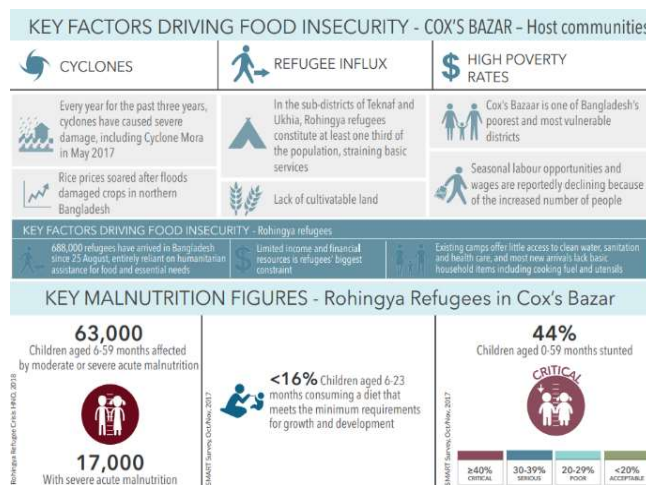 KEY FACTORS DRIVING FOOD INSECURITY - COX'S BAZAR – Host communities
CYCLONES
Every year for the past three years,
cyclones have caused severe
damage, including Cyclone Mora
in May 2017
Rice prices soared after floods
damaged crops in northern
Bangladesh
REFUGEE INFLUX
In the sub-districts of Teknaf and
Ukhia, Rohingya refugees
constitute at least one third of
the population, straining basic
services
Lack of cultivatable land
$ HIGH POVERTY
RATES
Cox's Bazaar is one of Bangladesh's
poorest and most vulnerable
districts
Seasonal labour opportunities and
wages are reportedly declining because
of the increased number of people
KEY FACTORS DRIVING FOOD INSECURITY - Rohingya refugees
688,000 refugees have arrived in Bangladesh
since 25 August, entirely reliant on humanitarian
assistance for food and essential needs
$
Limited income and financial
resources is refugees' biggest
constraint
Existing camps offer little access to clean water, sanitation
and health care, and most new arrivals lack basic
household items including cooking fuel and utensils
KEY MALNUTRITION FIGURES - Rohingya Refugees in Cox's Bazar
Rohingya Refugee Crisis HNO, 2018
63,000
Children aged 6-59 months affected
by moderate or severe acute malnutrition
17,000
With severe acute malnutrition
SMART Survey, Oct/Nov, 2017
<16% Children aged 6-23
months consuming a diet that
meets the minimum requirements
for growth and development
SMART Survey, Oct/Nov, 2017
44%
Children aged 0-59 months stunted
CRITICAL
≥40%
CRITICAL
30-39%
SERIOUS
20-29%
POOR
<20%
ACCEPTABLE